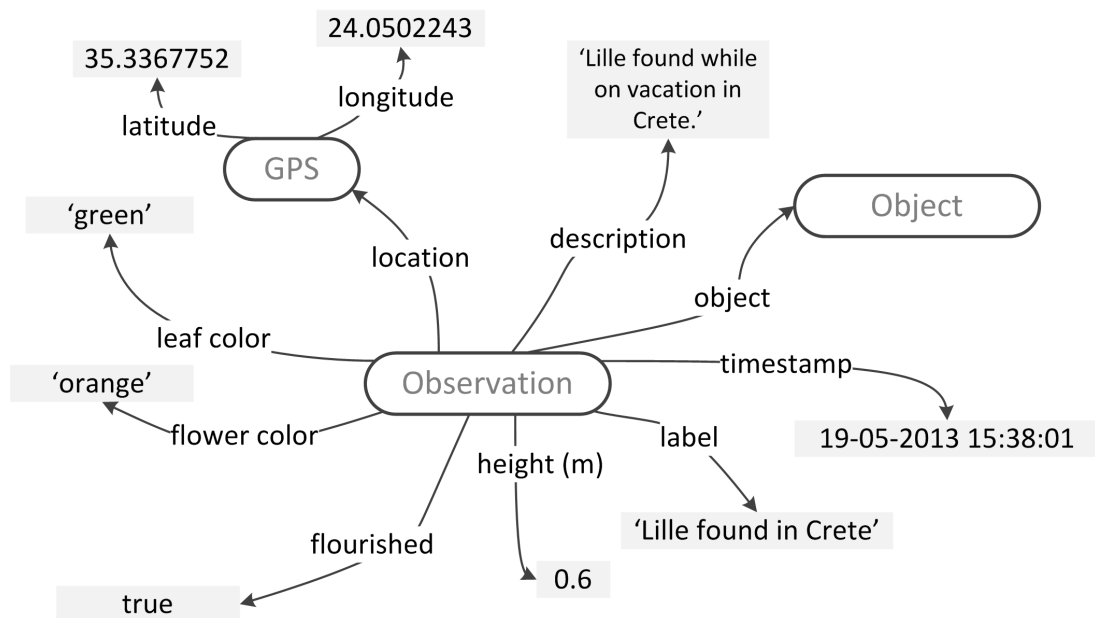 24.0502243
35.3367752
‘Lille found while
on vacation in
Crete.’
longitude
latitude
GPS
Object
‘green’
description
location
object
leaf color
timestamp
‘orange’
Observation
flower color
label
19-05-2013 15:38:01
height (m)
‘Lille found in Crete’
flourished
0.6
true